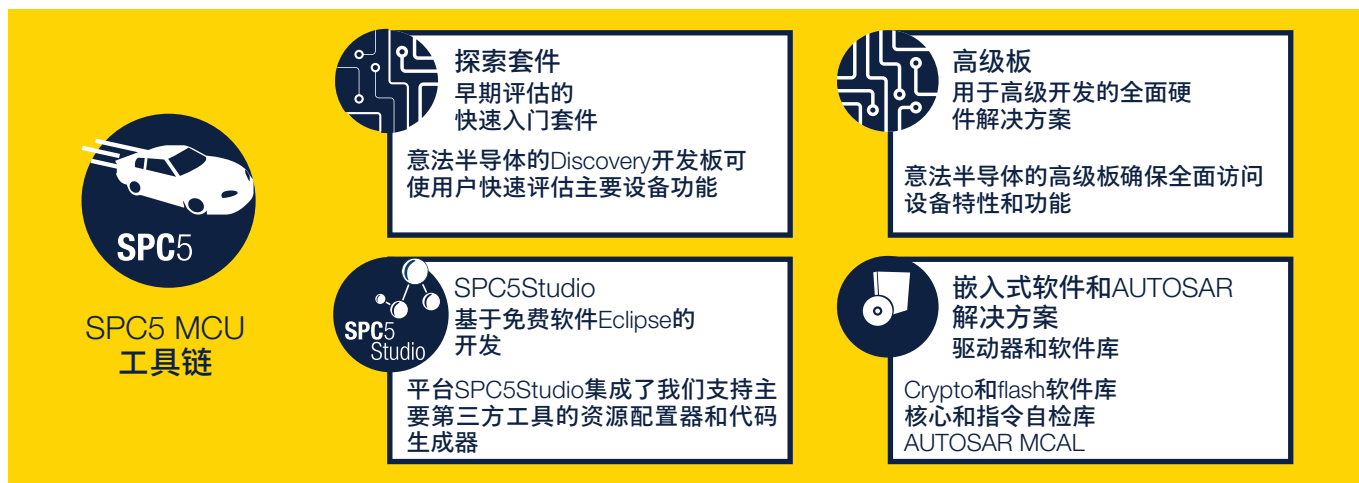 SPC5
SPC5 MCU
工具链
探索套件
早期评估的
快速入门套件
意法半导体的Discovery开发板可
使用户快速评估主要设备功能
高级板
用于高级开发的全面硬
件解决方案
意法半导体的高级板确保全面访问
设备特性和功能
SPC5
Studio
SPC5Studio
基于免费软件Eclipse的
开发
平台SPC5Studio集成了我们支持主
要第三方工具的资源配置器和代码
生成器
嵌入式软件和AUTOSAR
解决方案
驱动器和软件库
Crypto和flash软件库
核心和指令自检库
AUTOSAR MCAL